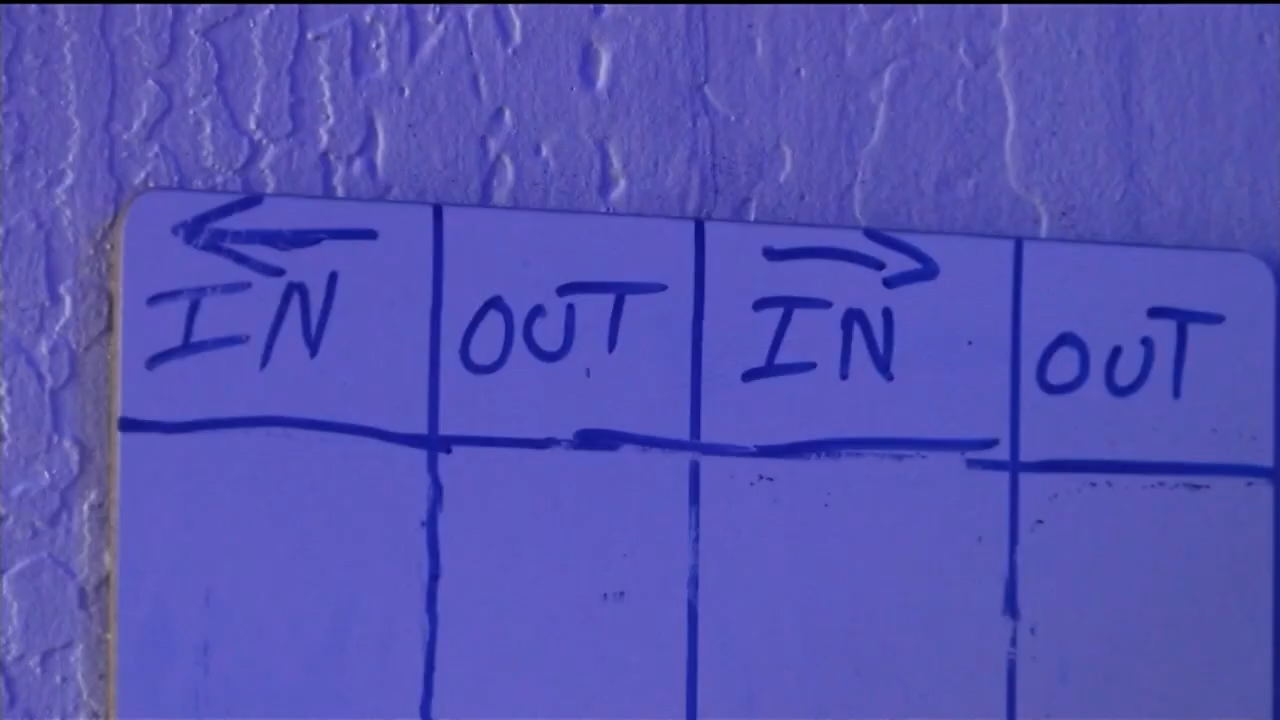 ← IN OUT → IN OUT